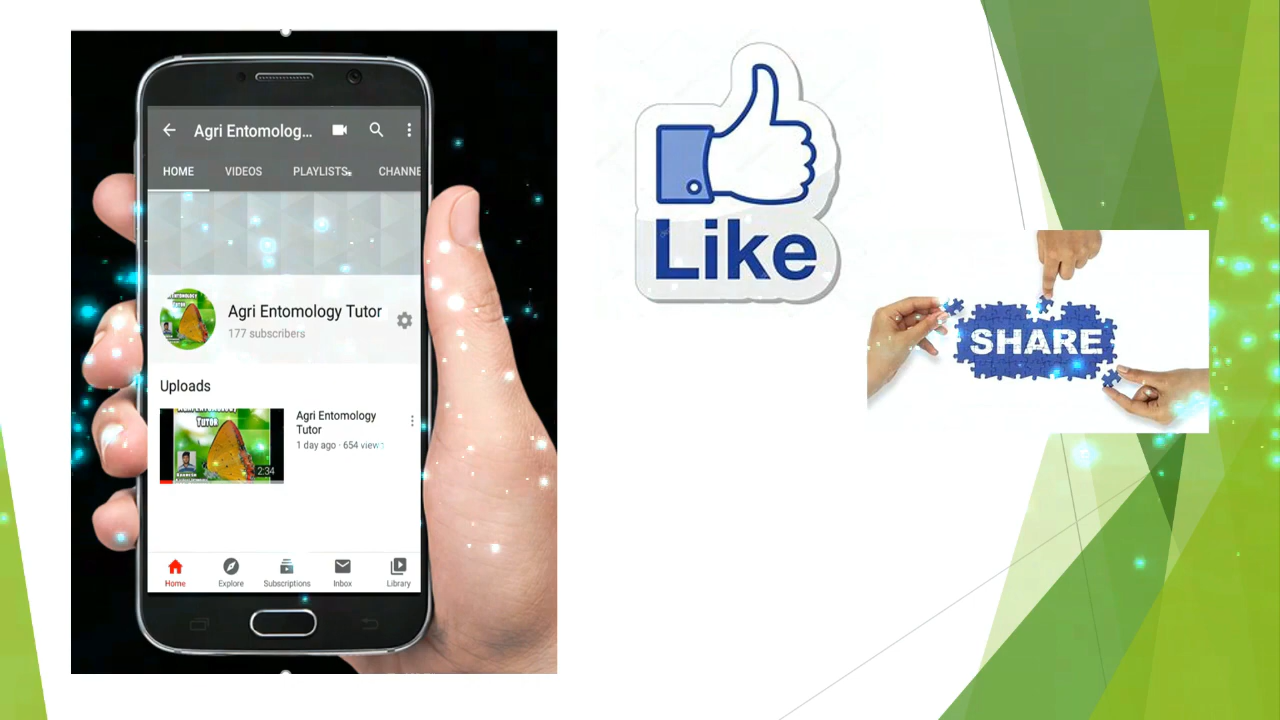 Agri Entomolog...
HOME VIDEOS PLAYLISTS CHANNE
Agri Entomology Tutor
177 subscribers
Uploads
TUTOR
2:34
Agri Entomology
Tutor
1 day ago · 654 views
Home Explore Subscriptions Inbox Library
Like
SHARE